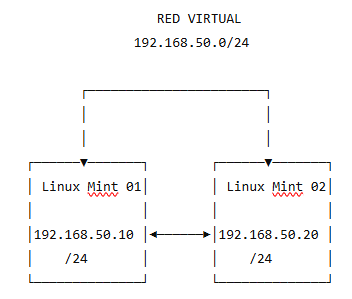 RED VIRTUAL
192.168.50.0/24
Linux Mint 01
Linux Mint 02
192.168.50.10
192.168.50.20
/24
/24